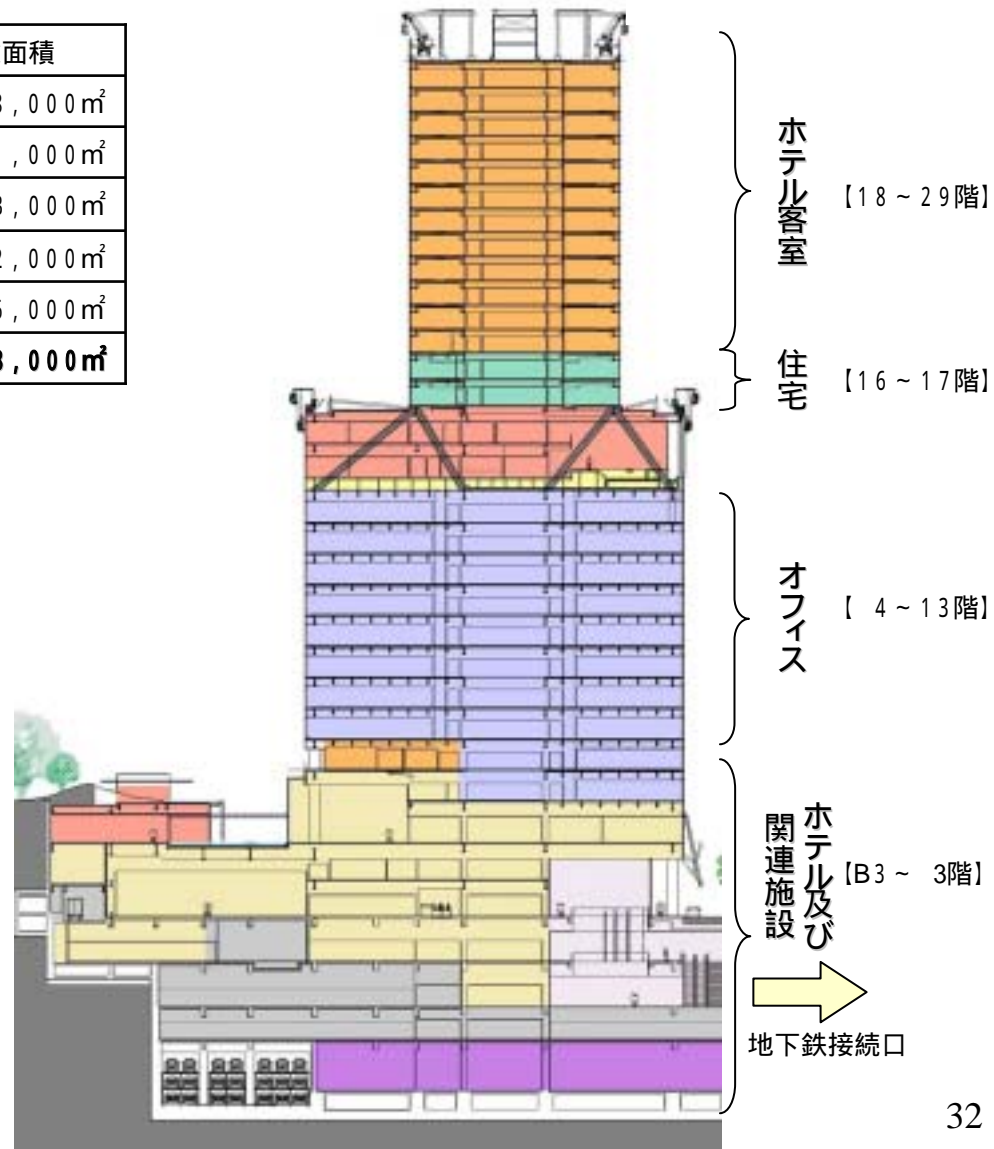 面積
,000㎡
,000㎡
,000㎡
,000㎡
,000㎡
,000㎡
ホテル客室
【18~29階】
住宅
【16~17階】
オフィス
【 4~13階】
ホテル及び
関連施設
【B3~ 3階】
地下鉄接続口
32